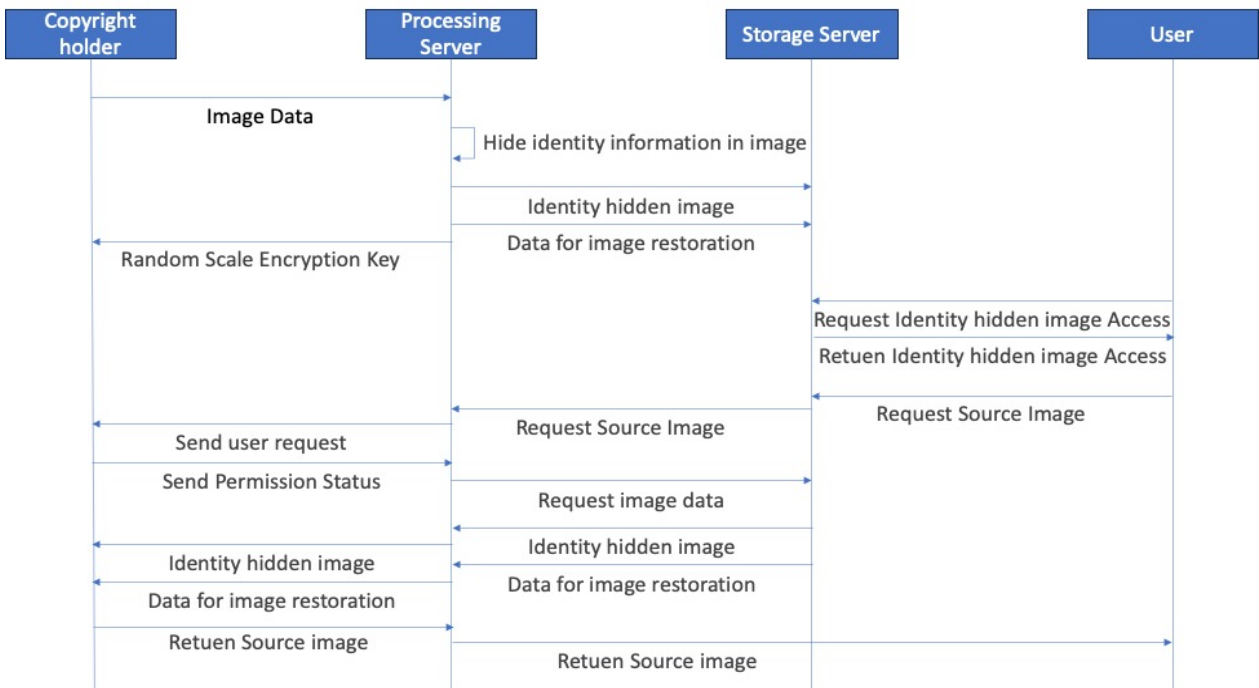 Copyright
holder
Processing
Server
Storage Server
User
Image Data
Hide identity information in image
Identity hidden image
Data for image restoration
Random Scale Encryption Key
Request Identity hidden image Access
Retuen Identity hidden image Access
Request Source Image
Request Source Image
Send user request
Send Permission Status
Request image data
Identity hidden image
Identity hidden image
Data for image restoration
Data for image restoration
Retuen Source image
Retuen Source image